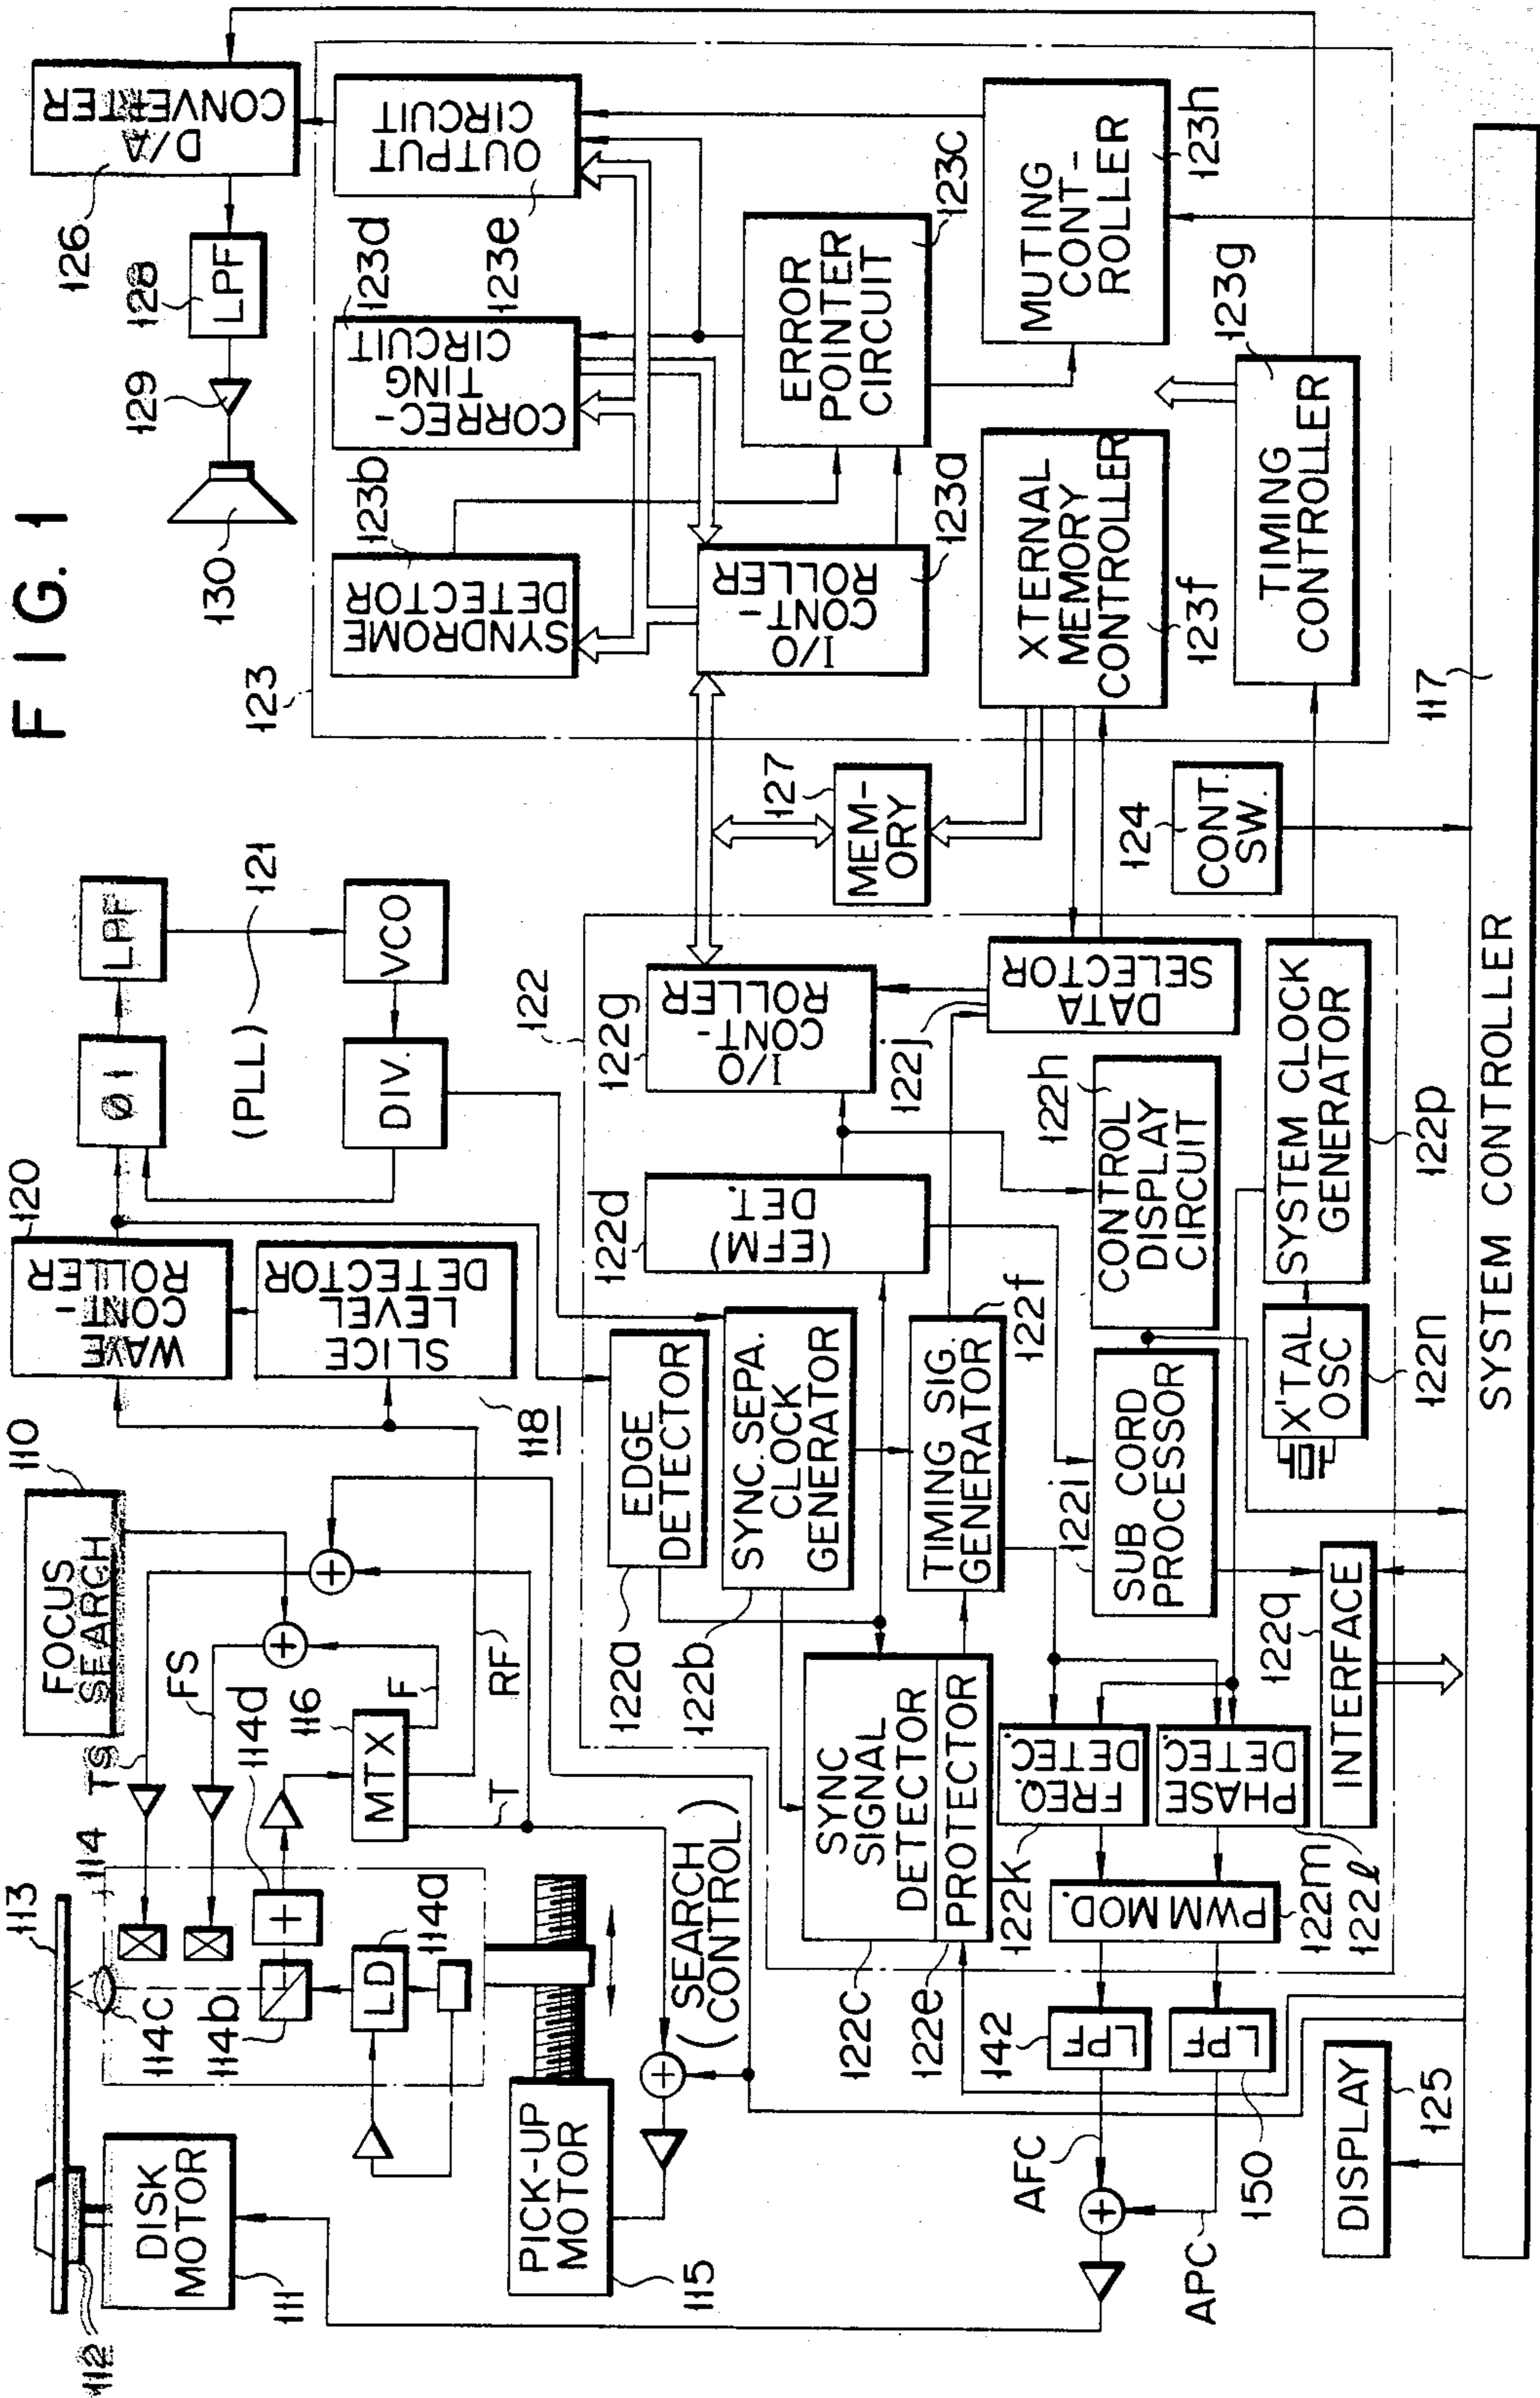 FIG. 1
113
112
DISK
MOTOR
111
114
114c
114b
114d
LD
114a
PICK-UP
MOTOR
115
TS
FS
FOCUS
SEARCH
110
MTX
116
F
RF
T
(SEARCH
CONTROL)
WAVE
CONT-
ROLLER
120
SLICE
LEVEL
DETECTOR
118
Ø1
LPF
(PLL)
121
VCO
DIV.
130
129
128
LPF
126
D/A
CONVERTER
122
EDGE
DETECTOR
122a
SYNC.SEPA.
CLOCK
GENERATOR
122b
SYNC
SIGNAL
DETECTOR
122c
PROTECTOR
122e
(EFM)
DET.
122d
TIMING SIG.
GENERATOR
122f
I/O
CONT-
ROLLER
122g
CONTROL
DISPLAY
CIRCUIT
122h
SUB CORD
PROCESSOR
122i
DATA
SELECTOR
122j
FREQ.
DETEC.
122k
PHASE
DETEC.
122ℓ
PWM MOD.
122m
X'TAL
OSC
122n
SYSTEM CLOCK
GENERATOR
122p
INTERFACE
122q
LPF
142
LPF
150
AFC
APC
123
SYNDROME
DETECTOR
123b
CORREC-
TING
CIRCUIT
123d
OUTPUT
CIRCUIT
123e
I/O
CONT-
ROLLER
123a
ERROR
POINTER
CIRCUIT
123c
XTERNAL
MEMORY
CONTROLLER
123f
MUTING
CONT-
ROLLER
123h
TIMING
CONTROLLER
123g
MEM-
ORY
127
CONT.
SW.
124
DISPLAY
125
SYSTEM CONTROLLER
117